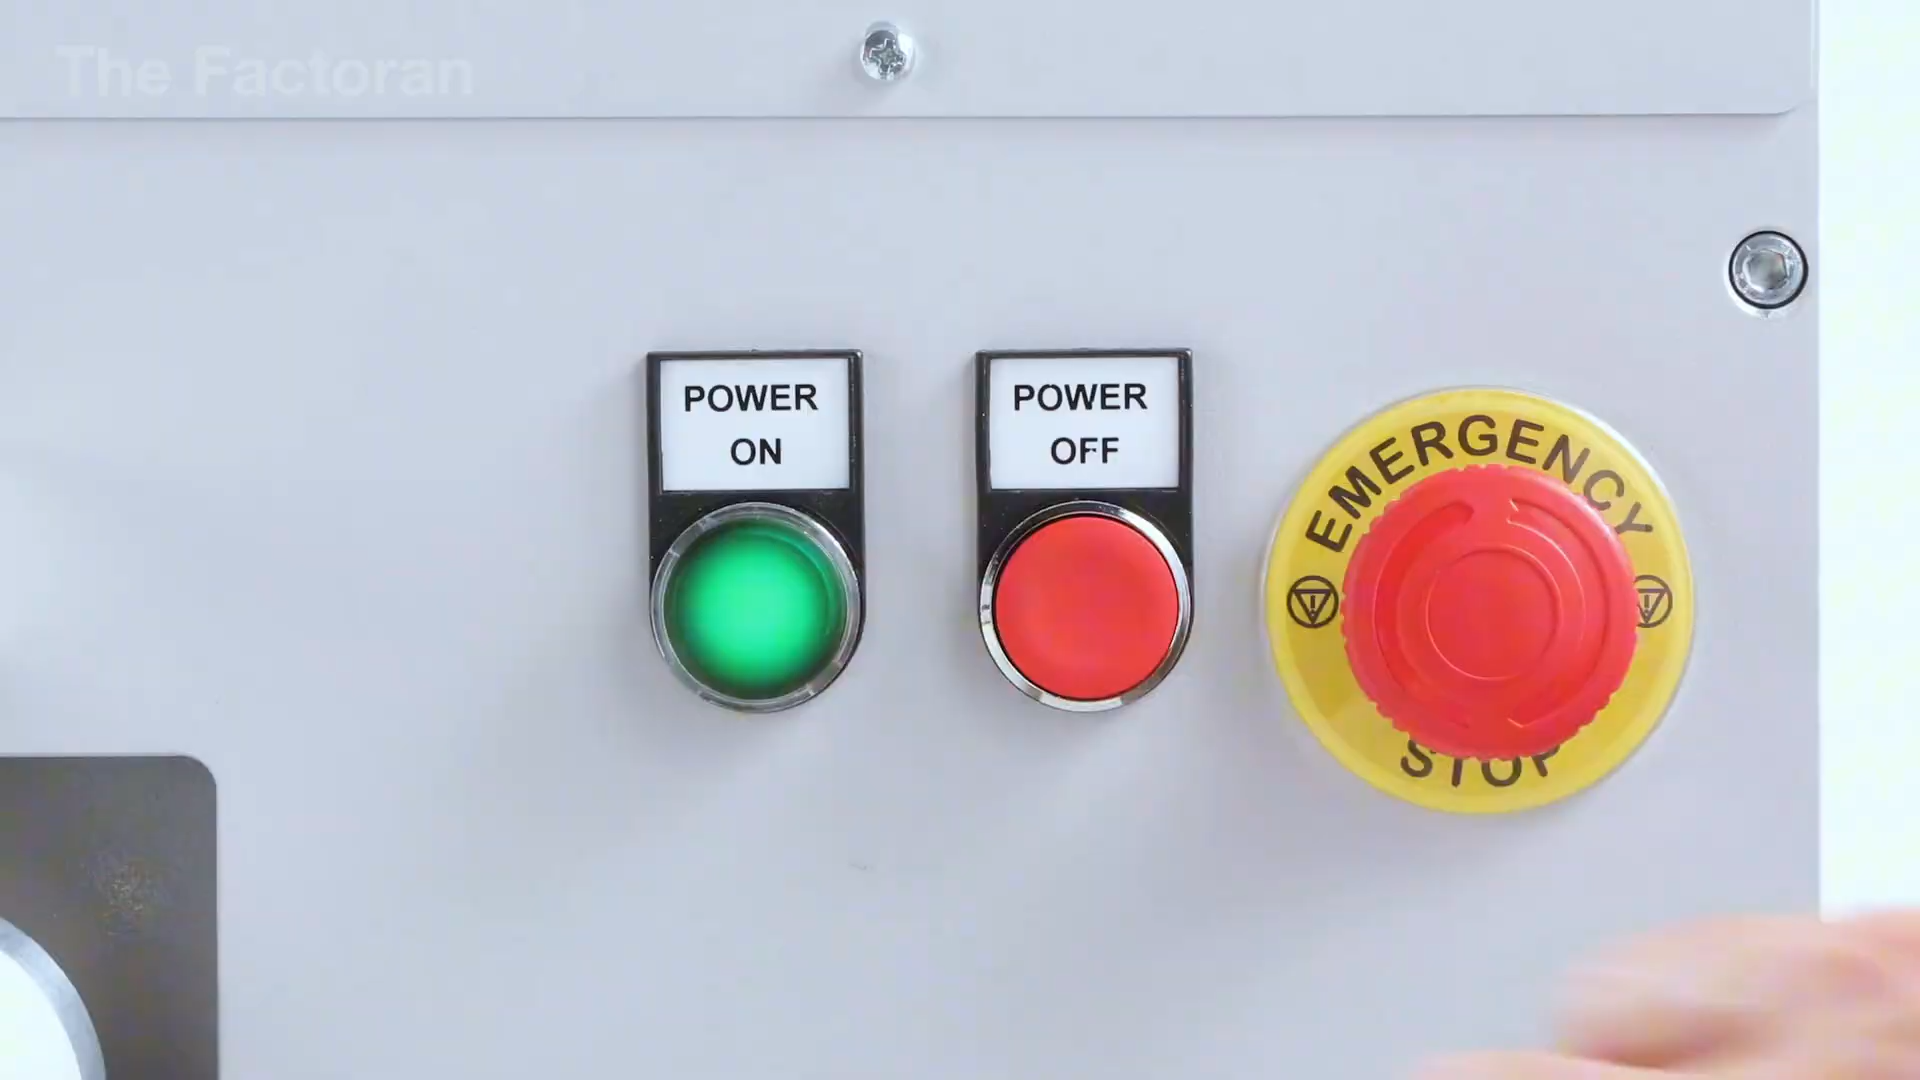 The Factoran
POWER
ON
POWER
OFF
EMERGENCY
STOP